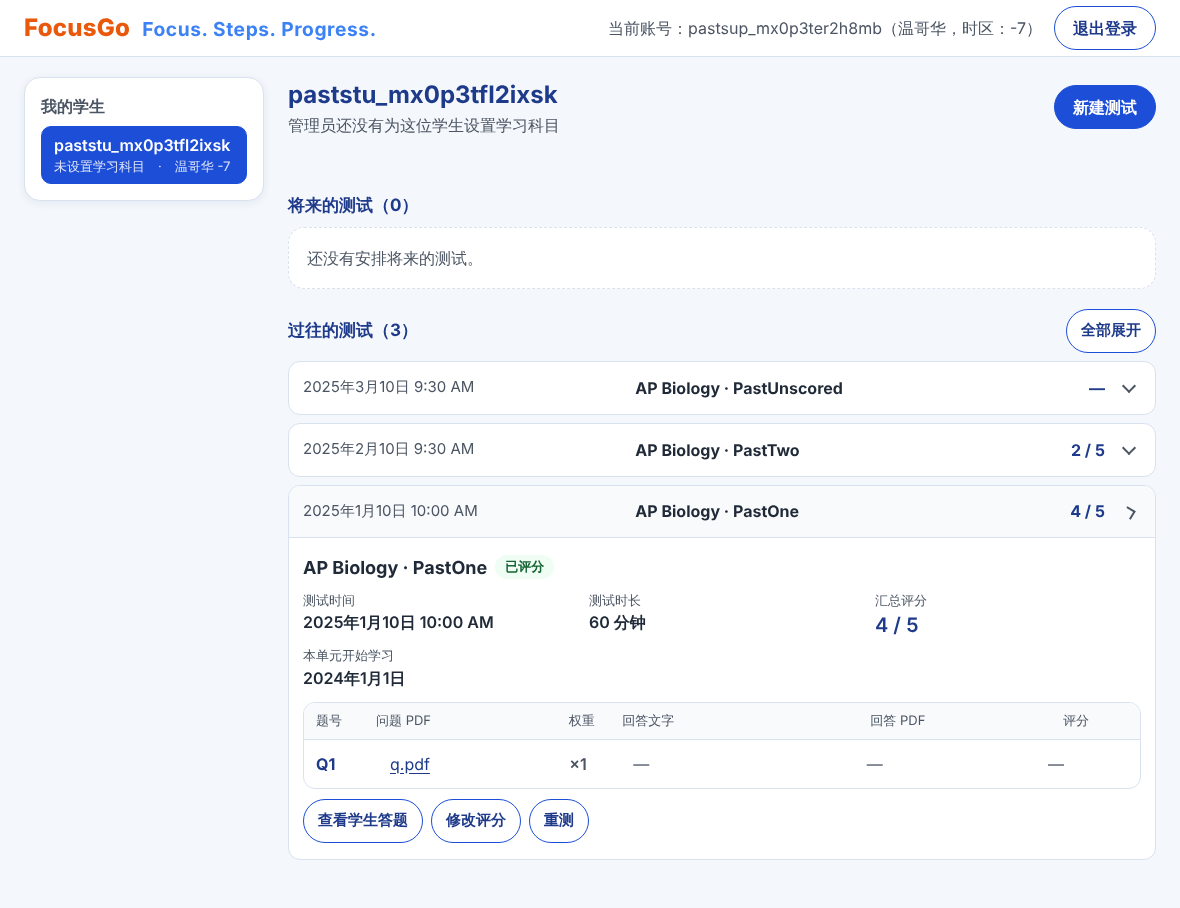 FocusGo Focus. Steps. Progress. 当前账号：pastsup_mx0p3ter2h8mb（温哥华，时区：-7） 退出登录
我的学生
paststu_mx0p3tfl2ixsk
未设置学习科目 · 温哥华 -7
paststu_mx0p3tfl2ixsk
管理员还没有为这位学生设置学习科目
新建测试
将来的测试（0）
还没有安排将来的测试。
过往的测试（3） 全部展开
2025年3月10日 9:30 AM AP Biology · PastUnscored —
2025年2月10日 9:30 AM AP Biology · PastTwo 2 / 5
2025年1月10日 10:00 AM AP Biology · PastOne 4 / 5
AP Biology · PastOne 已评分
测试时间 测试时长 汇总评分
2025年1月10日 10:00 AM 60 分钟 4 / 5
本单元开始学习
2024年1月1日
题号 问题 PDF 权重 回答文字 回答 PDF 评分
Q1 q.pdf ×1 — — —
查看学生答题 修改评分 重测